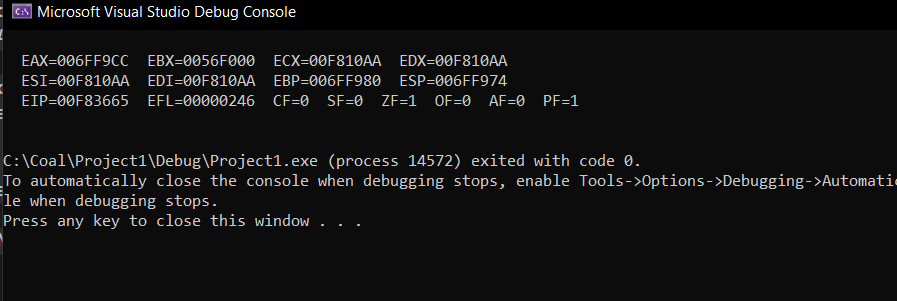 Microsoft Visual Studio Debug Console
EAX=006FF9CC EBX=0056F000 ECX=00F810AA EDX=00F810AA
ESI=00F810AA EDI=00F810AA EBP=006FF980 ESP=006FF974
EIP=00F83665 EFL=00000246 CF=0 SF=0 ZF=1 OF=0 AF=0 PF=1
C:\Coal\Project1\Debug\Project1.exe (process 14572) exited with code 0.
To automatically close the console when debugging stops, enable Tools->Options->Debugging->Automati
le when debugging stops.
Press any key to close this window . . .